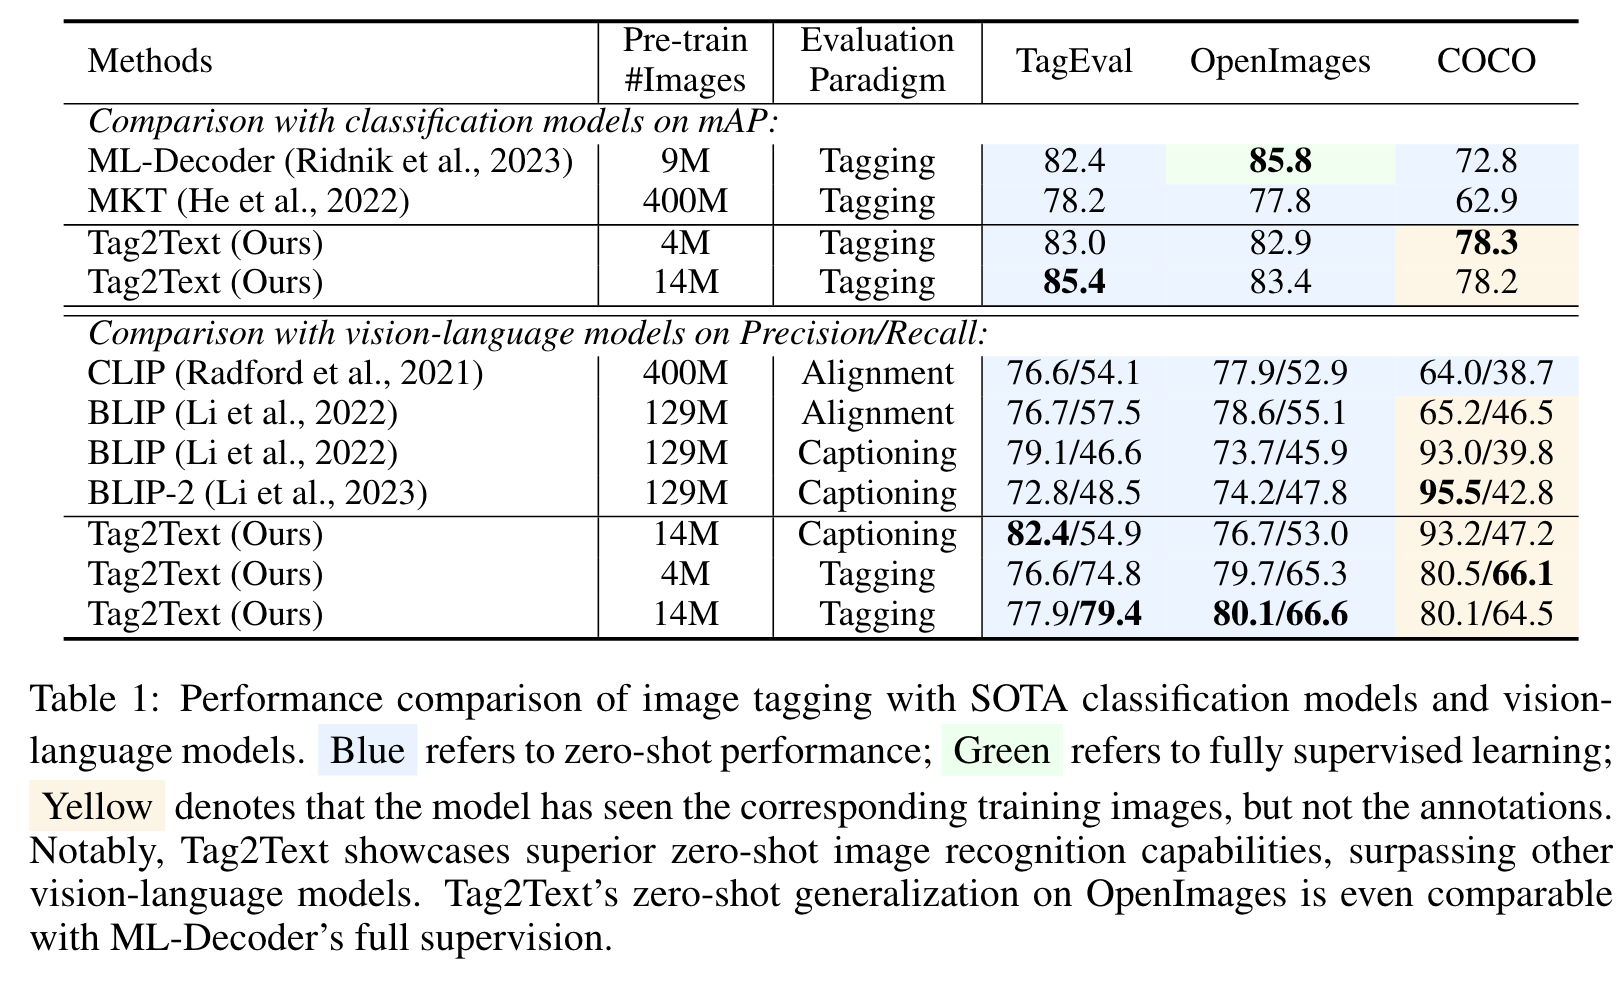 Methods Pre-train #Images Evaluation Paradigm TagEval OpenImages COCO
Comparison with classification models on mAP:
ML-Decoder (Ridnik et al., 2023) 9M Tagging 82.4 85.8 72.8
MKT (He et al., 2022) 400M Tagging 78.2 77.8 62.9
Tag2Text (Ours) 4M Tagging 83.0 82.9 78.3
Tag2Text (Ours) 14M Tagging 85.4 83.4 78.2
Comparison with vision-language models on Precision/Recall:
CLIP (Radford et al., 2021) 400M Alignment 76.6/54.1 77.9/52.9 64.0/38.7
BLIP (Li et al., 2022) 129M Alignment 76.7/57.5 78.6/55.1 65.2/46.5
BLIP (Li et al., 2022) 129M Captioning 79.1/46.6 73.7/45.9 93.0/39.8
BLIP-2 (Li et al., 2023) 129M Captioning 72.8/48.5 74.2/47.8 95.5/42.8
Tag2Text (Ours) 14M Captioning 82.4/54.9 76.7/53.0 93.2/47.2
Tag2Text (Ours) 4M Tagging 76.6/74.8 79.7/65.3 80.5/66.1
Tag2Text (Ours) 14M Tagging 77.9/79.4 80.1/66.6 80.1/64.5
Table 1: Performance comparison of image tagging with SOTA classification models and vision-
language models. Blue refers to zero-shot performance; Green refers to fully supervised learning;
Yellow denotes that the model has seen the corresponding training images, but not the annotations.
Notably, Tag2Text showcases superior zero-shot image recognition capabilities, surpassing other
vision-language models. Tag2Text's zero-shot generalization on OpenImages is even comparable
with ML-Decoder's full supervision.